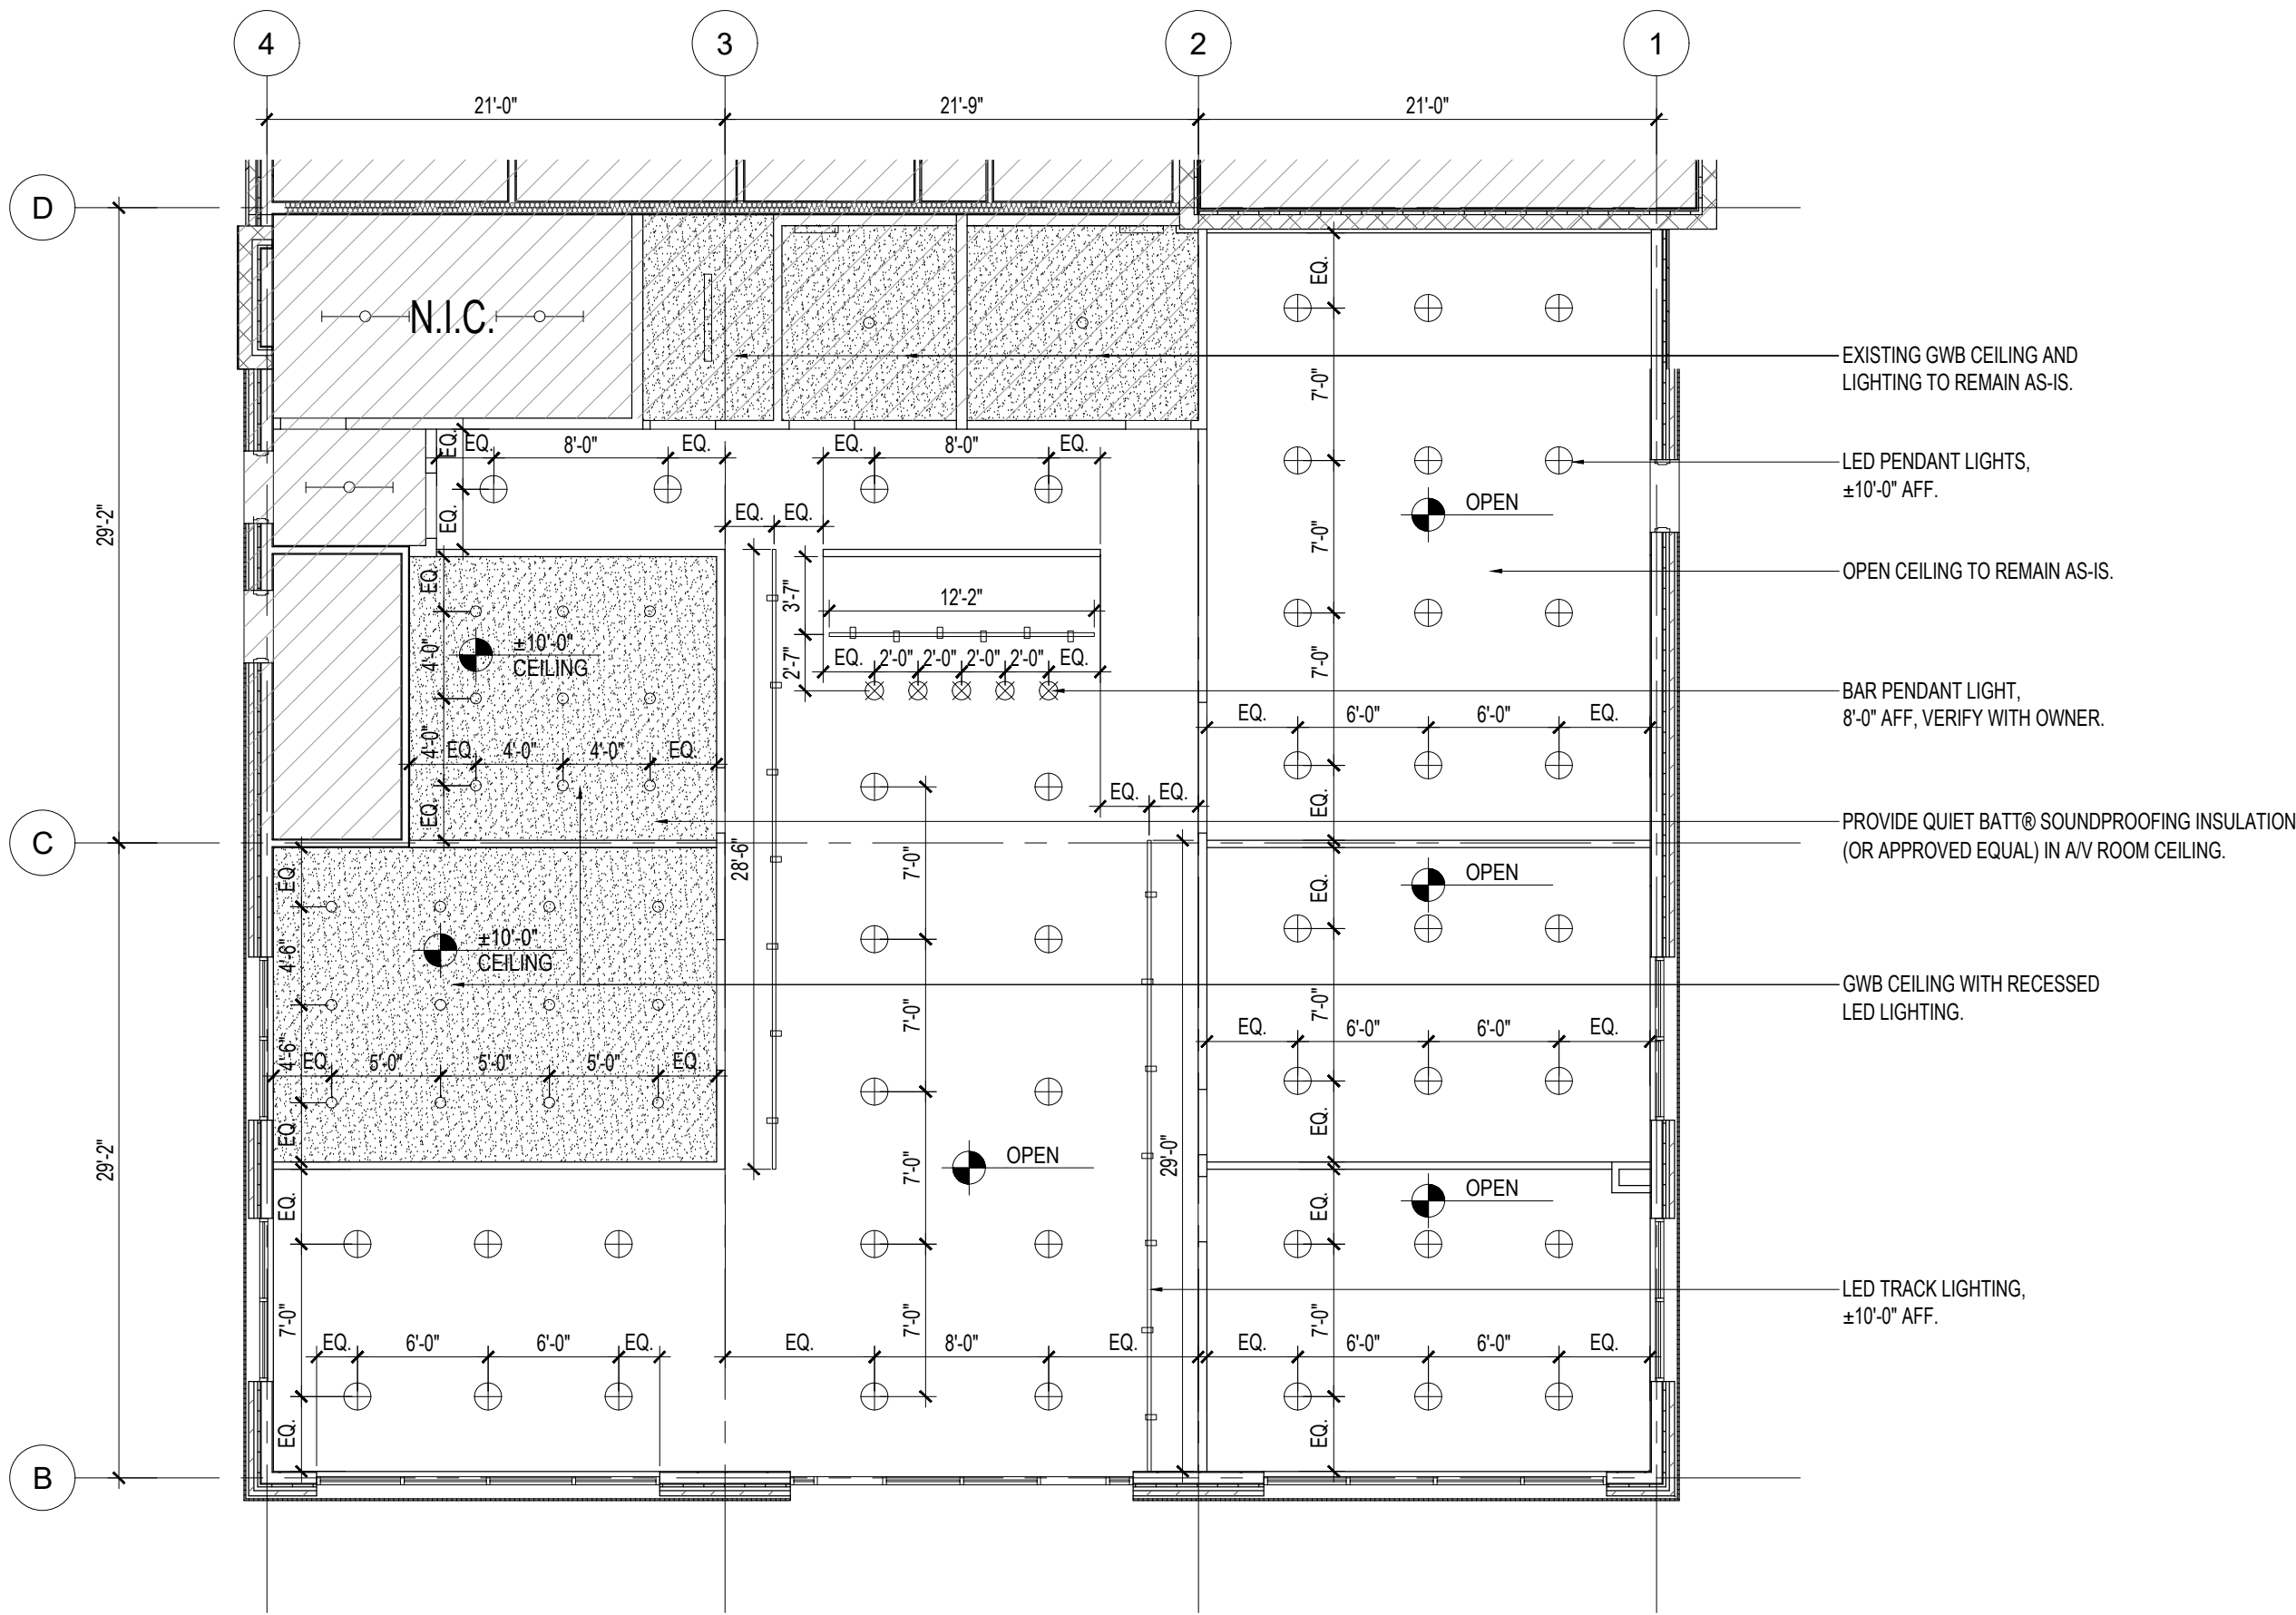 4
3
2
1
21'-0"
21'-9"
21'-0"
D
C
B
29'-2"
29'-2"
N.I.C.
EQ.
7'-0"
7'-0"
7'-0"
EQ.
OPEN
EQ.
6'-0"
6'-0"
EQ.
EQ.
EQ.
EQ.
8'-0"
EQ.
EQ.
8'-0"
EQ.
EQ.
EQ.
3'-7"
2'-7"
12'-2"
EQ.
2'-0"
2'-0"
2'-0"
2'-0"
EQ.
EQ.
4'-0"
4'-0"
EQ.
±10'-0"
CEILING
EQ.
4'-0"
4'-0"
EQ.
28'-6"
EQ.
EQ.
29'-0"
7'-0"
7'-0"
7'-0"
7'-0"
OPEN
EQ.
8'-0"
EQ.
EQ.
4'-6"
4'-6"
EQ.
±10'-0"
CEILING
EQ.
5'-0"
5'-0"
5'-0"
EQ.
EQ.
7'-0"
EQ.
EQ.
6'-0"
6'-0"
EQ.
EQ.
7'-0"
EQ.
OPEN
EQ.
6'-0"
6'-0"
EQ.
EQ.
7'-0"
EQ.
OPEN
EQ.
6'-0"
6'-0"
EQ.
EXISTING GWB CEILING AND
LIGHTING TO REMAIN AS-IS.
LED PENDANT LIGHTS,
±10'-0" AFF.
OPEN CEILING TO REMAIN AS-IS.
BAR PENDANT LIGHT,
8'-0" AFF, VERIFY WITH OWNER.
PROVIDE QUIET BATT® SOUNDPROOFING INSULATION
(OR APPROVED EQUAL) IN A/V ROOM CEILING.
GWB CEILING WITH RECESSED
LED LIGHTING.
LED TRACK LIGHTING,
±10'-0" AFF.